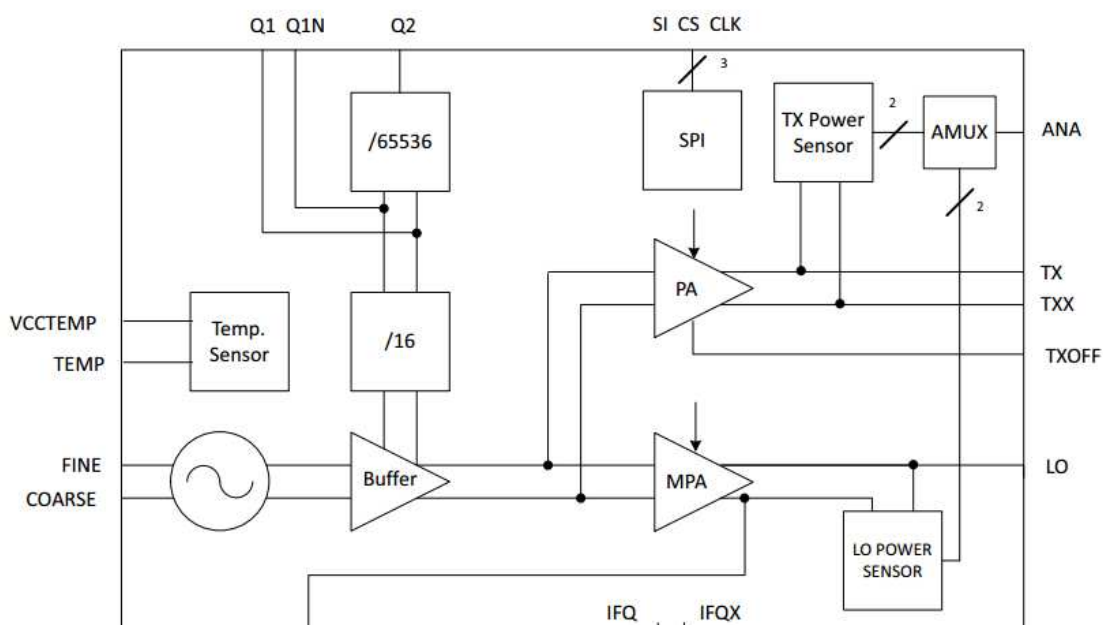 Q1 Q1N Q2 SI CS CLK
3
/65536
SPI
TX Power
Sensor
2
AMUX
ANA
2
PA
TX
TXX
TXOFF
VCCTEMP
TEMP
Temp.
Sensor
/16
FINE
COARSE
Buffer
MPA
LO
LO POWER
SENSOR
IFQ IFQX